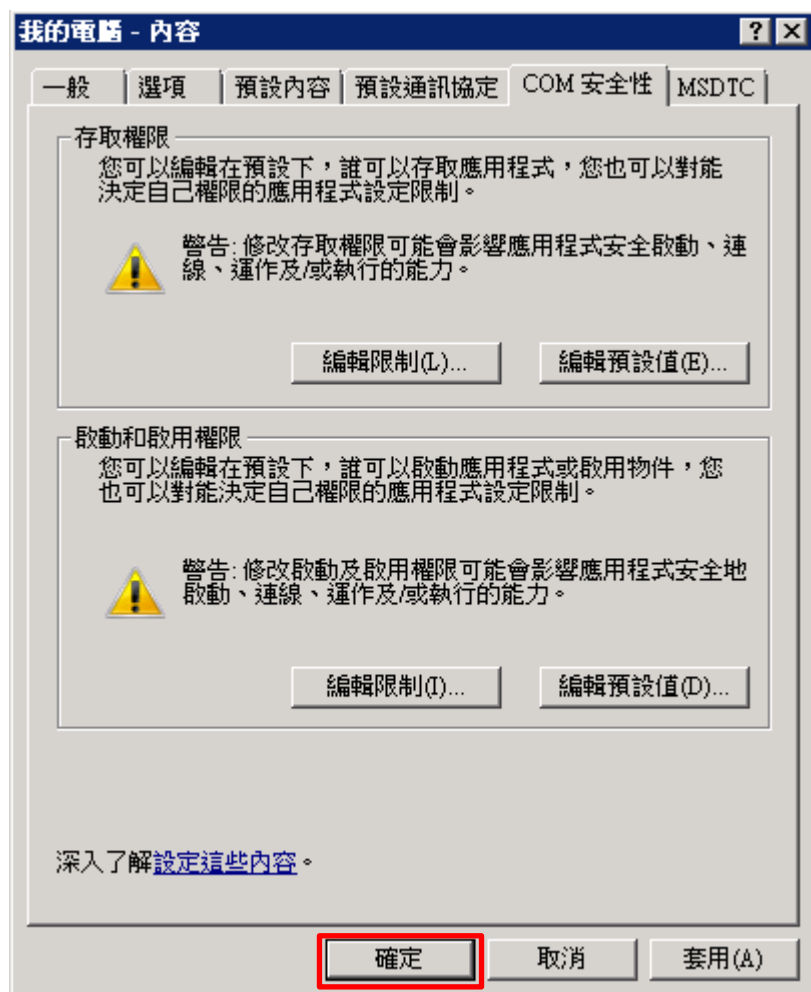 我的電腦 - 內容
一般 選項 預設內容 預設通訊協定 COM 安全性 MSDTC
存取權限
您可以編輯在預設下，誰可以存取應用程式，您也可以對能
決定自己權限的應用程式設定限制。
警告: 修改存取權限可能會影響應用程式安全啟動、連
線、運作及/或執行的能力。
編輯限制(L)... 編輯預設值(E)...
啟動和啟用權限
您可以編輯在預設下，誰可以啟動應用程式或啟用物件，您
也可以對能決定自己權限的應用程式設定限制。
警告: 修改啟動及啟用權限可能會影響應用程式安全地
啟動、連線、運作及/或執行的能力。
編輯限制(I)... 編輯預設值(D)...
深入了解設定這些內容。
確定 取消 套用(A)